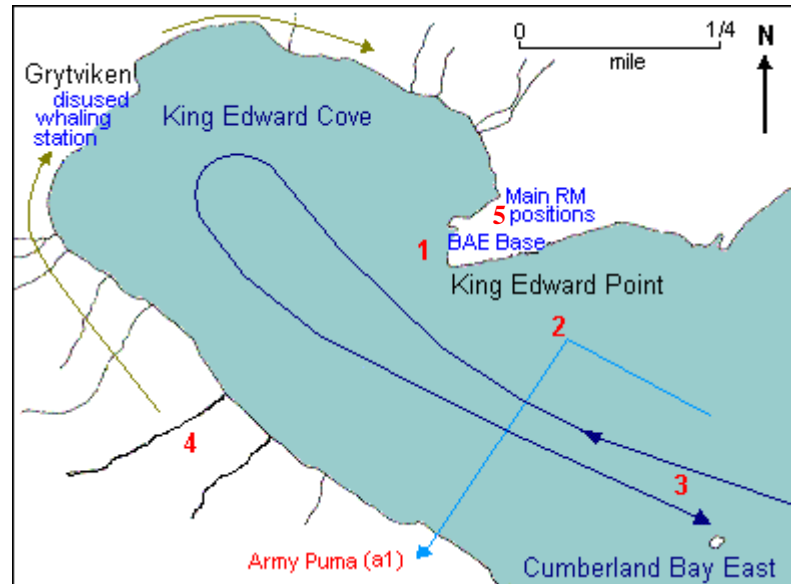 0 1/4
mile
N
Grytviken
disused
whaling
station
King Edward Cove
Main RM
5 positions
1
BAE Base
King Edward Point
2
4
3
Army Puma (a1)
Cumberland Bay East